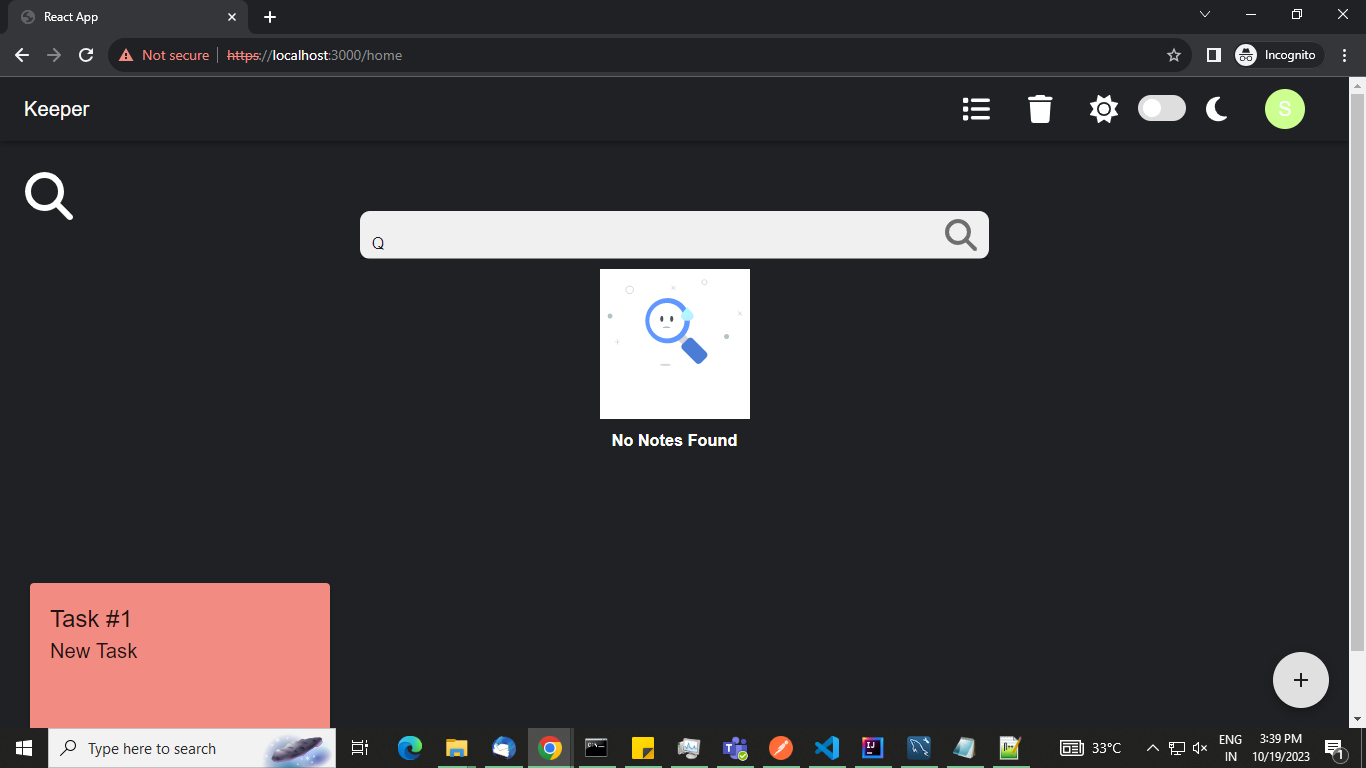 React App
Not secure https://localhost:3000/home
Incognito
Keeper
S
Q
No Notes Found
Task #1
New Task
Type here to search
33°C
ENG
IN
3:39 PM
10/19/2023
1